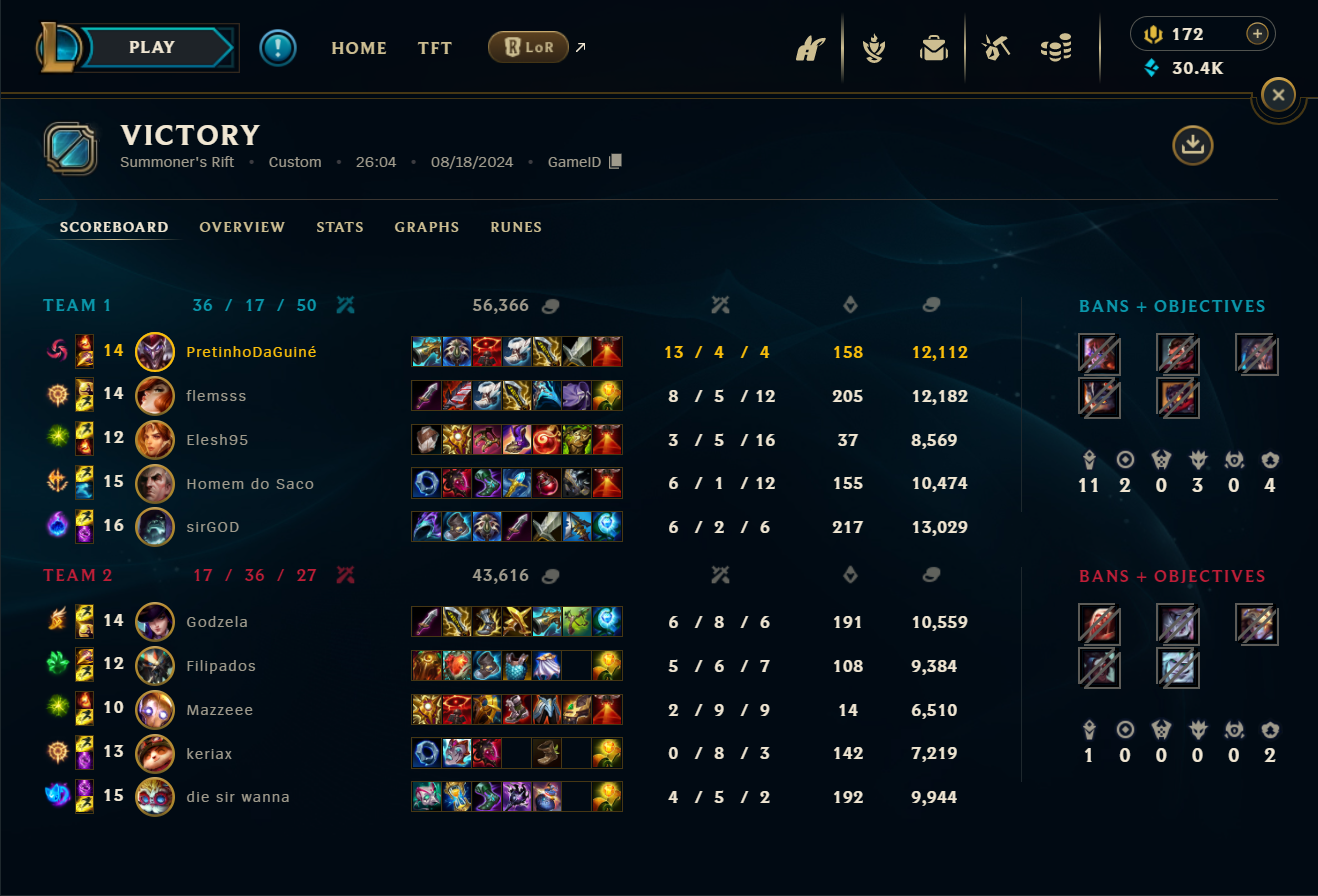 PLAY
HOME
TFT
LoR
172
30.4K
VICTORY
Summoner's Rift • Custom • 26:04 • 08/18/2024 • GameID
SCOREBOARD OVERVIEW STATS GRAPHS RUNES
TEAM 1 36 / 17 / 50 56,366 BANS + OBJECTIVES
14 PretinhoDaGuiné 13 / 4 / 4 158 12,112
14 flemsss 8 / 5 / 12 205 12,182
12 Elesh95 3 / 5 / 16 37 8,569
15 Homem do Saco 6 / 1 / 12 155 10,474
11 2 0 3 0 4
16 sirGOD 6 / 2 / 6 217 13,029
TEAM 2 17 / 36 / 27 43,616 BANS + OBJECTIVES
14 Godzela 6 / 8 / 6 191 10,559
12 Filipados 5 / 6 / 7 108 9,384
10 Mazzeee 2 / 9 / 9 14 6,510
13 keriax 0 / 8 / 3 142 7,219
1 0 0 0 0 2
15 die sir wanna 4 / 5 / 2 192 9,944